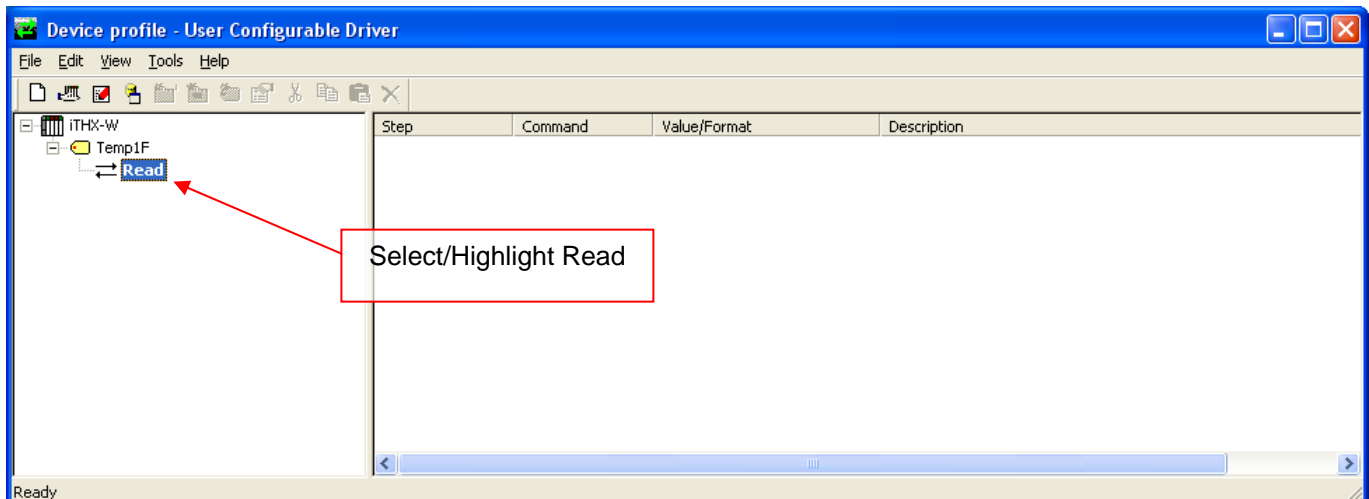 Device profile - User Configurable Driver
File Edit View Tools Help
iTHX-W
Step Command Value/Format Description
Temp1F
Read
Select/Highlight Read
Ready